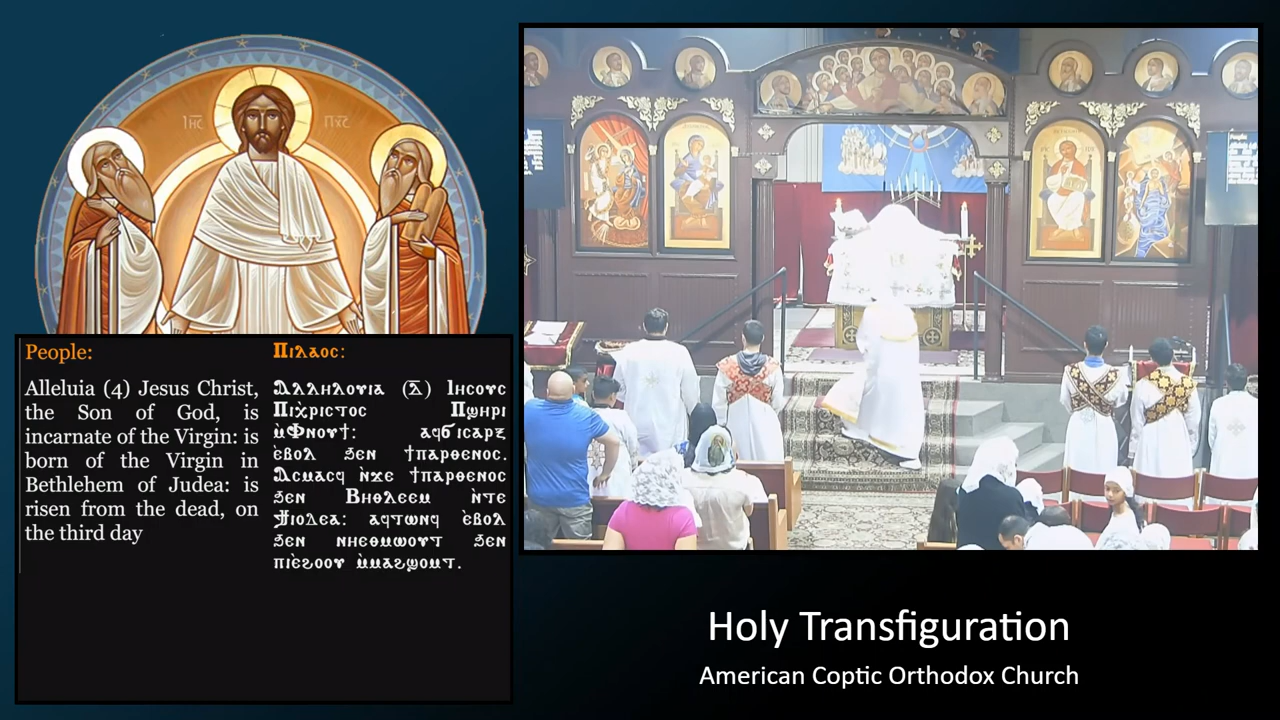 ⲒⲎⲤ
ⲠⲬⲤ
People:
Alleluia (4) Jesus Christ,
the Son of God, is
incarnate of the Virgin: is
born of the Virgin in
Bethlehem of Judea: is
risen from the dead, on
the third day
Ⲡⲓⲗⲁⲟⲥ:
Ⲁⲗⲗⲏⲗⲟⲩⲓⲁ (ⲇ̅) Ⲓⲏⲥⲟⲩⲥ
Ⲡⲓⲭ̀ⲣⲓⲥⲧⲟⲥ Ⲡϣⲏⲣⲓ
ⲙ̀Ⲫⲛⲟⲩϯ: ⲁϥϭⲓⲥⲁⲣⲝ
ⲉ̀ⲃⲟⲗ ϧⲉⲛ ϯⲡⲁⲣⲑⲉⲛⲟⲥ.
Ⲁⲥⲙⲁⲥϥ ⲛ̀ϫⲉ ϯⲡⲁⲣⲑⲉⲛⲟⲥ
ϧⲉⲛ Ⲃⲏⲑⲗⲉⲉⲙ ⲛ̀ⲧⲉ
Ϯⲓⲟⲩⲇⲉⲁ: ⲁϥⲧⲱⲛϥ ⲉ̀ⲃⲟⲗ
ϧⲉⲛ ⲛⲏⲉⲑⲙⲱⲟⲩⲧ ϧⲉⲛ
ⲡⲓⲉ̀ϩⲟⲟⲩ ⲙ̀ⲙⲁϩϣⲟⲙⲧ.
Holy Transfiguration
American Coptic Orthodox Church